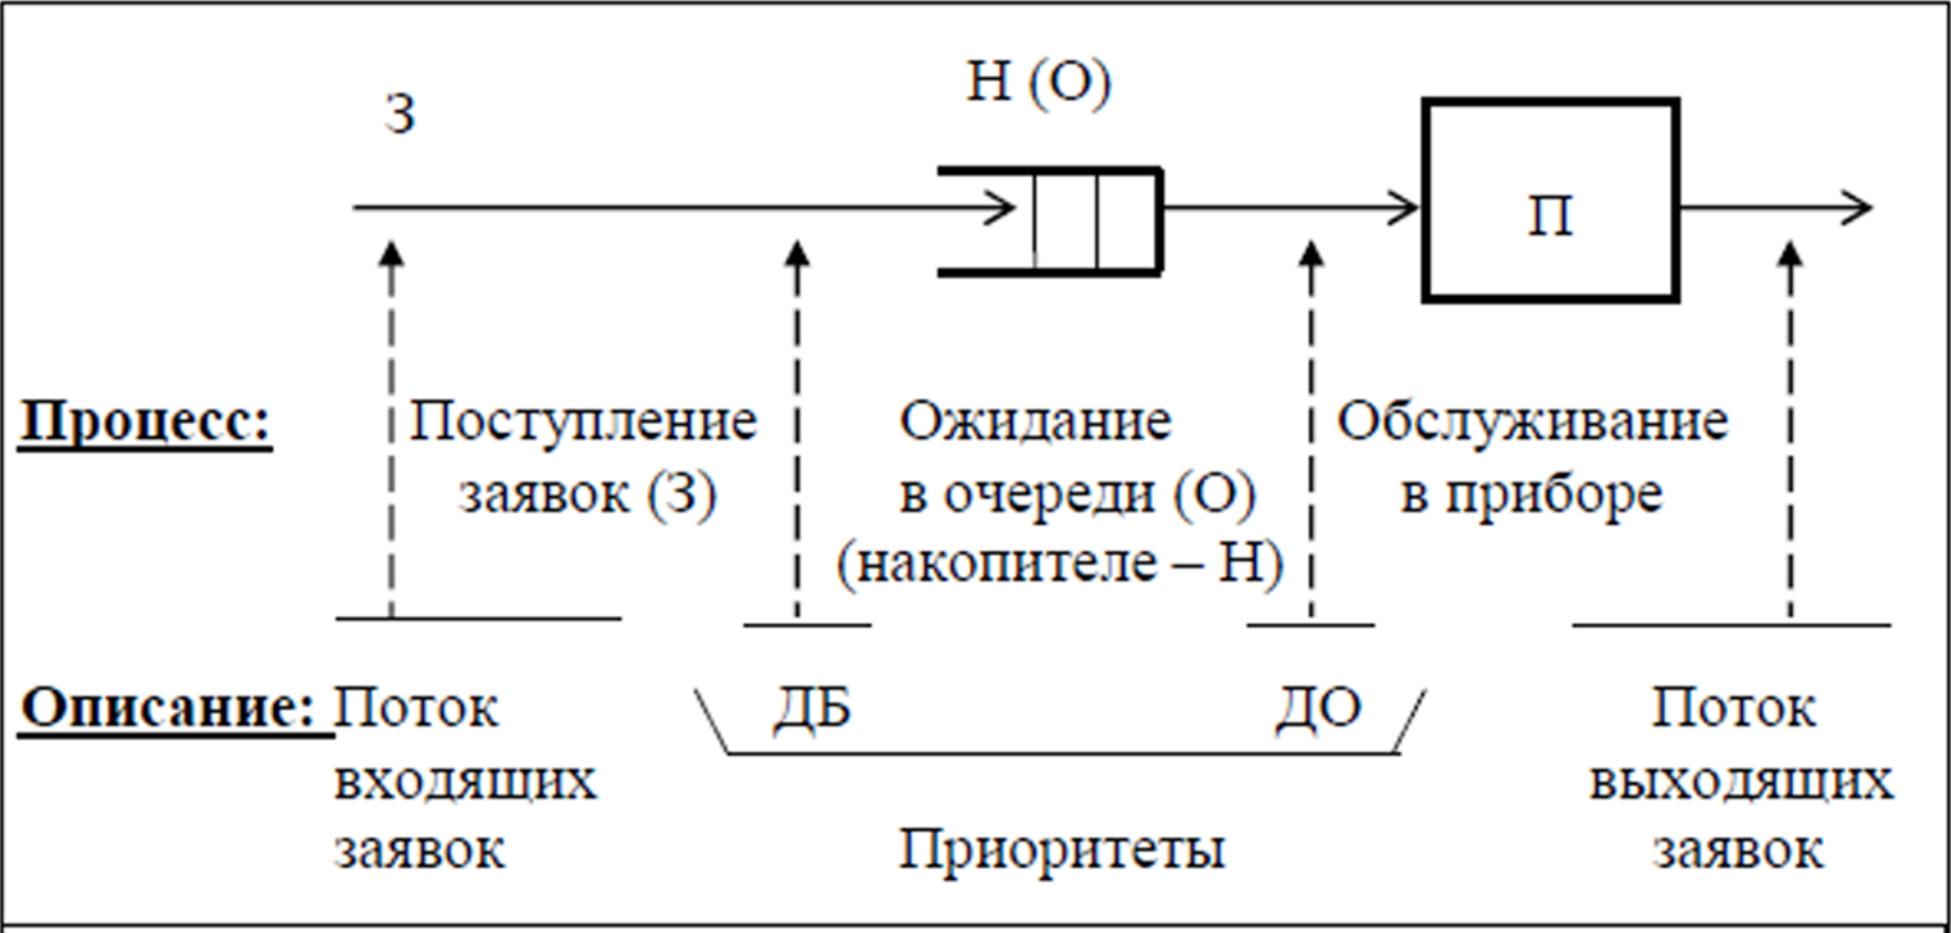 Н (О)
З
П
Процесс: Поступление Ожидание Обслуживание
заявок (З) в очереди (О) в приборе
(накопителе – Н)
Описание: Поток ДБ ДО Поток
входящих выходящих
заявок Приоритеты заявок